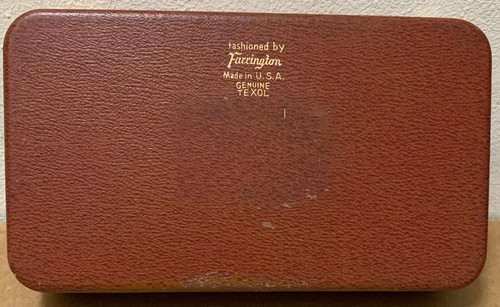 fashioned by
Farrington
Made in U.S.A.
GENUINE
TEXOL